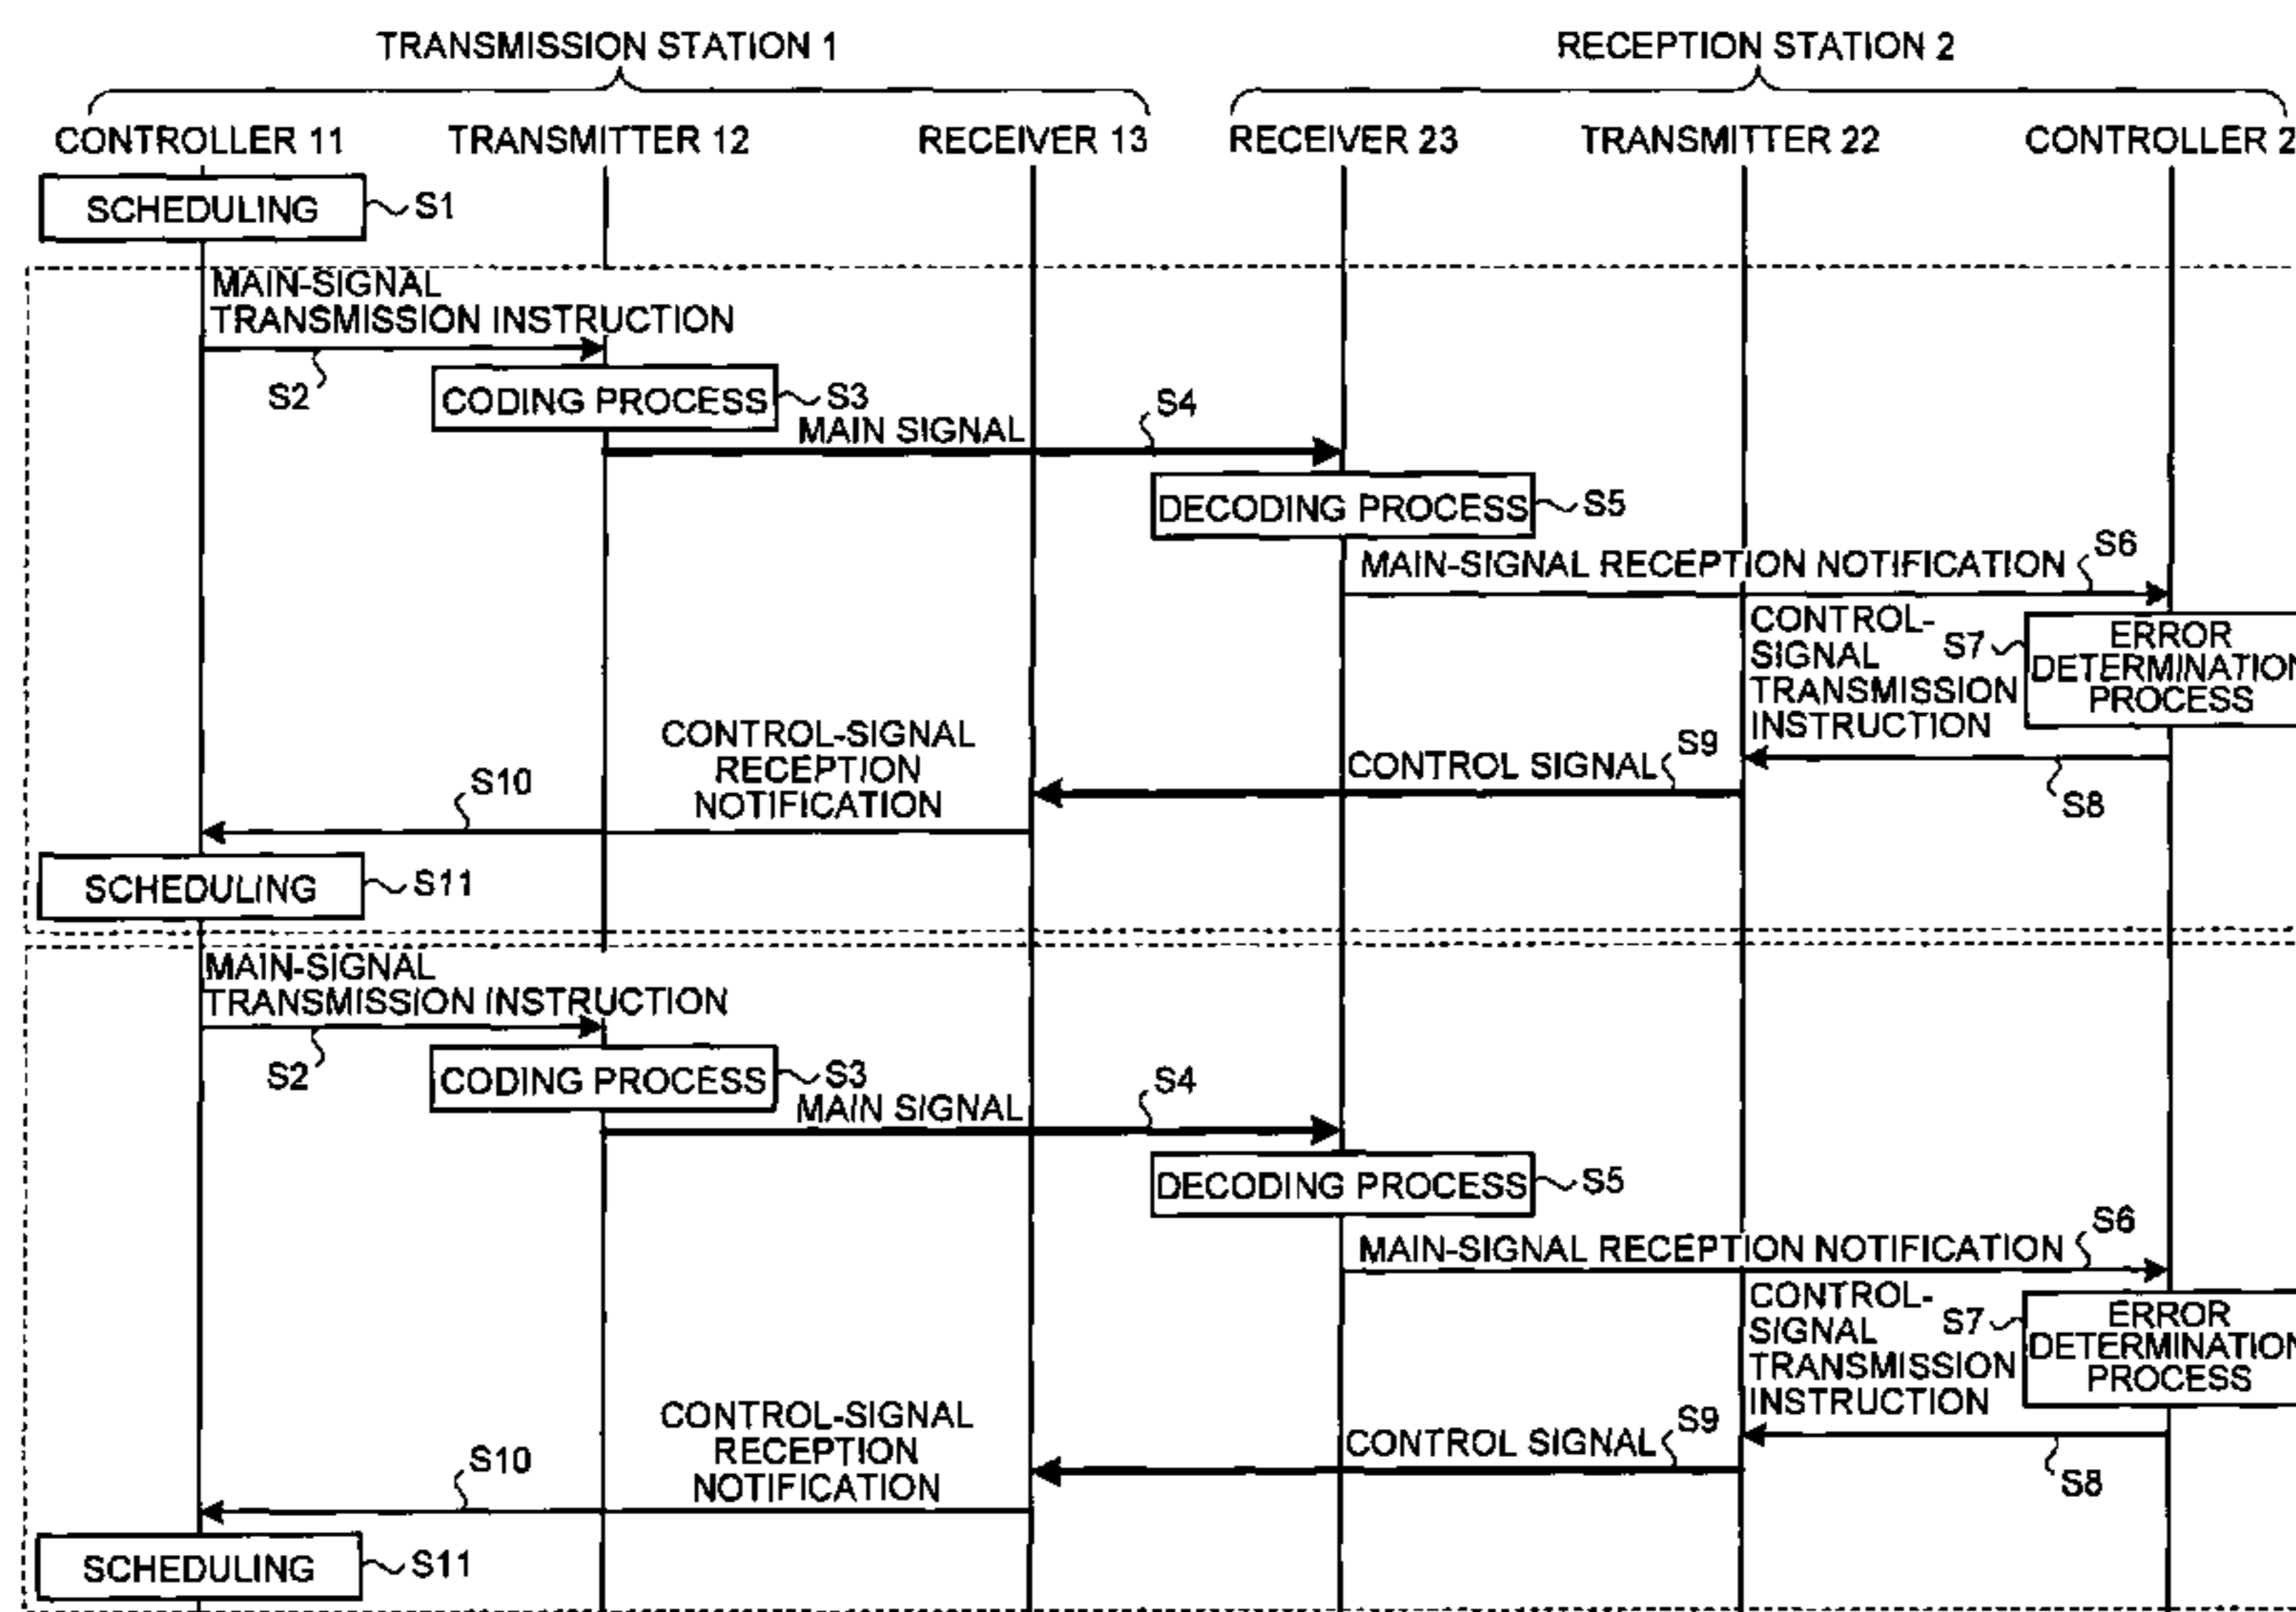 TRANSMISSION STATION 1
RECEPTION STATION 2
CONTROLLER 11
TRANSMITTER 12
RECEIVER 13
RECEIVER 23
TRANSMITTER 22
CONTROLLER 2
SCHEDULING
S1
MAIN-SIGNAL
TRANSMISSION INSTRUCTION
S2
CODING PROCESS
S3
MAIN SIGNAL
S4
DECODING PROCESS
S5
MAIN-SIGNAL RECEPTION NOTIFICATION
S6
CONTROL-
SIGNAL
TRANSMISSION
INSTRUCTION
S7
ERROR
DETERMINATION
PROCESS
S8
CONTROL SIGNAL
S9
CONTROL-SIGNAL
RECEPTION
NOTIFICATION
S10
SCHEDULING
S11
MAIN-SIGNAL
TRANSMISSION INSTRUCTION
S2
CODING PROCESS
S3
MAIN SIGNAL
S4
DECODING PROCESS
S5
MAIN-SIGNAL RECEPTION NOTIFICATION
S6
CONTROL-
SIGNAL
TRANSMISSION
INSTRUCTION
S7
ERROR
DETERMINATION
PROCESS
S8
CONTROL SIGNAL
S9
CONTROL-SIGNAL
RECEPTION
NOTIFICATION
S10
SCHEDULING
S11